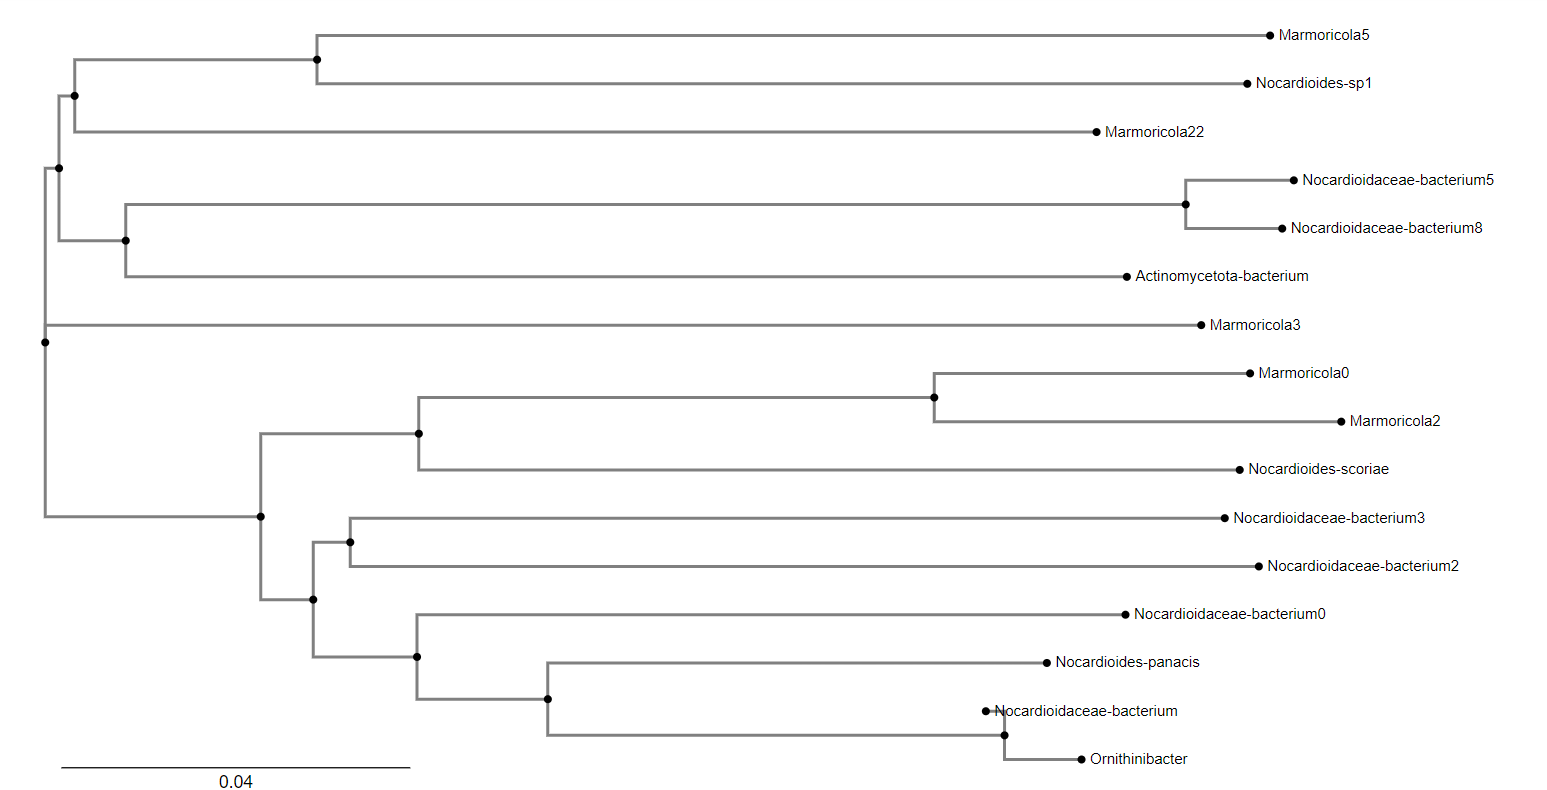 Marmoricola5
Nocardioides-sp1
Marmoricola22
Nocardioidaceae-bacterium5
Nocardioidaceae-bacterium8
Actinomycetota-bacterium
Marmoricola3
Marmoricola0
Marmoricola2
Nocardioides-scoriae
Nocardioidaceae-bacterium3
Nocardioidaceae-bacterium2
Nocardioidaceae-bacterium0
Nocardioides-panacis
Nocardioidaceae-bacterium
Ornithinibacter
0.04